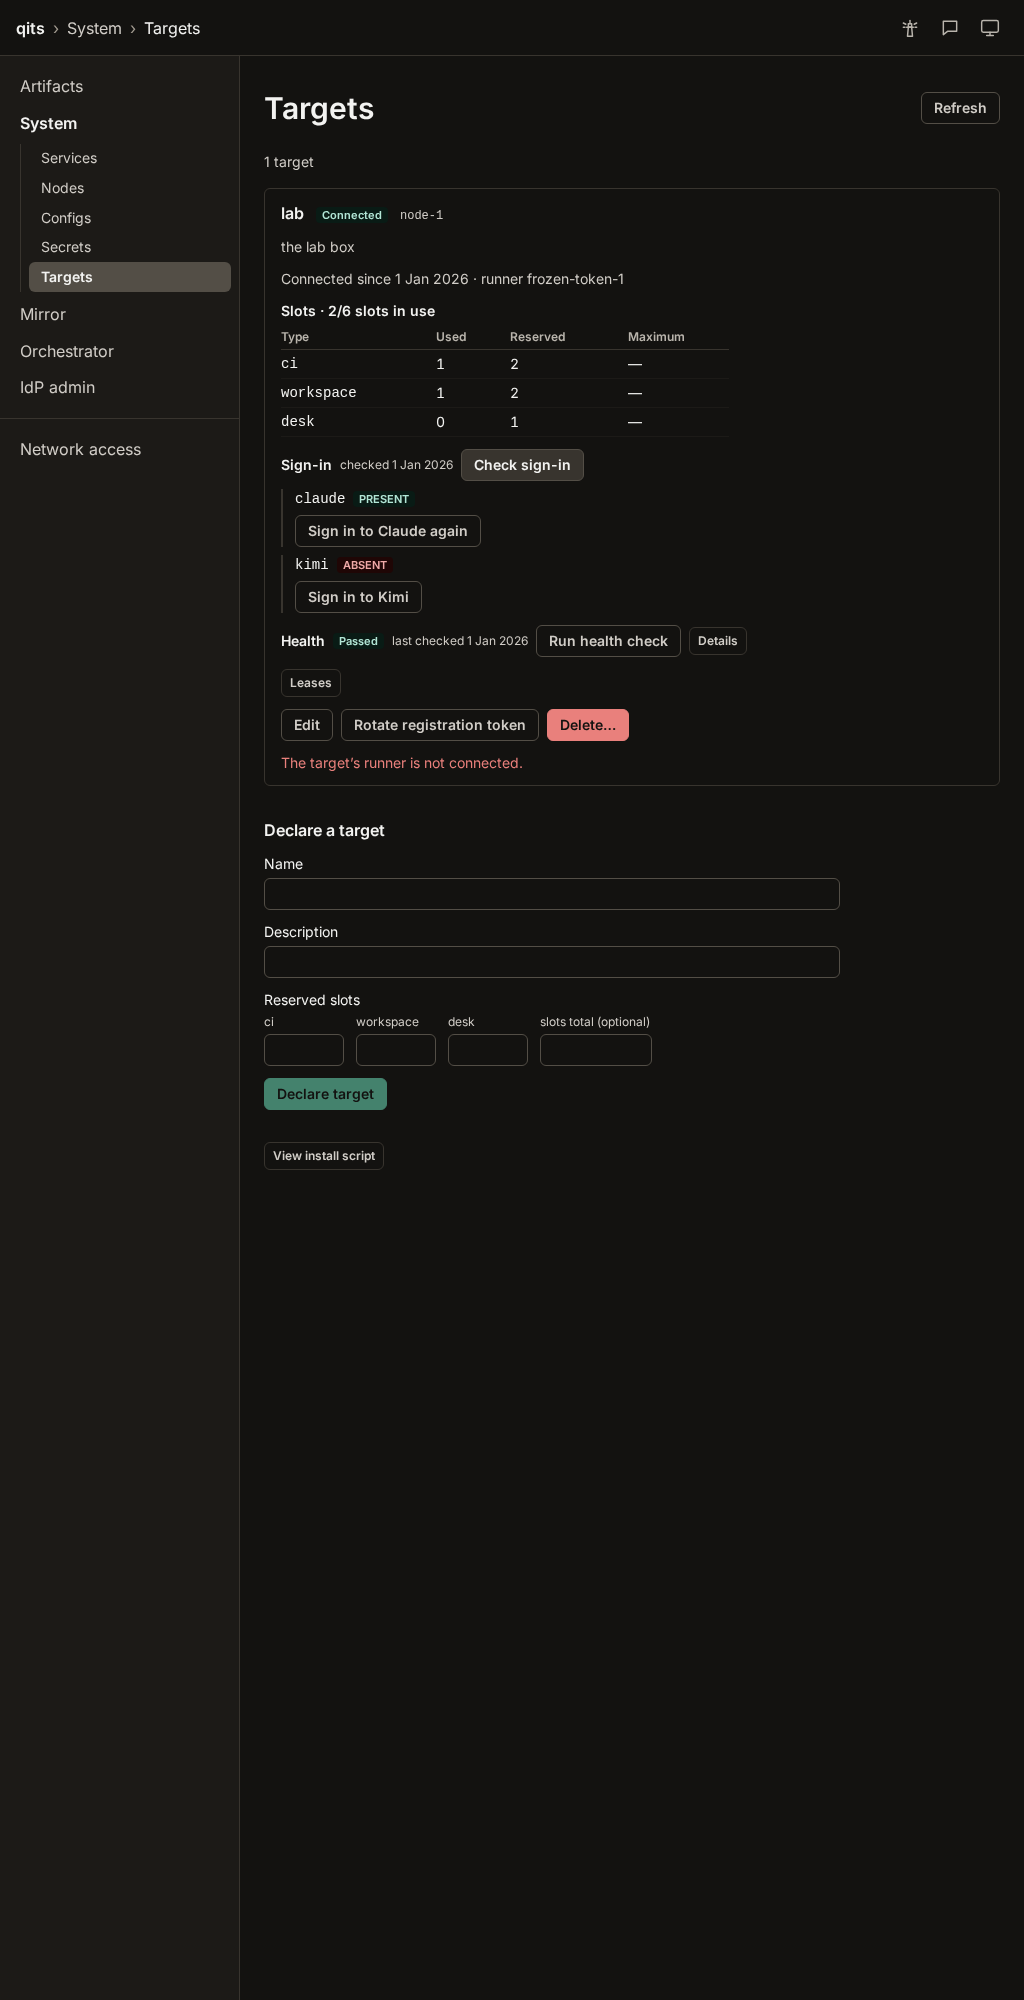 qits › System › Targets
Artifacts
System
Services
Nodes
Configs
Secrets
Targets
Mirror
Orchestrator
IdP admin
Network access
Targets
Refresh
1 target
lab Connected node-1
the lab box
Connected since 1 Jan 2026 · runner frozen-token-1
Slots · 2/6 slots in use
Type Used Reserved Maximum
ci 1 2 —
workspace 1 2 —
desk 0 1 —
Sign-in checked 1 Jan 2026 Check sign-in
claude PRESENT
Sign in to Claude again
kimi ABSENT
Sign in to Kimi
Health Passed last checked 1 Jan 2026 Run health check Details
Leases
Edit Rotate registration token Delete…
The target’s runner is not connected.
Declare a target
Name
Description
Reserved slots
ci workspace desk slots total (optional)
Declare target
View install script